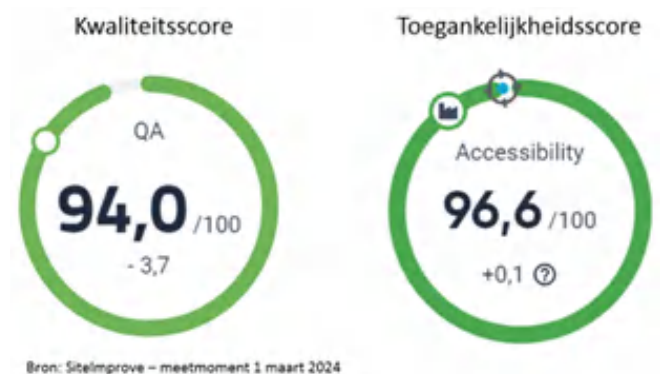 Kwaliteitsscore
QA
94,0 /100
- 3,7
Toegankelijkheidsscore
Accessibility
96,6 /100
+0,1 ?
Bron: SiteImprove – meetmoment 1 maart 2024